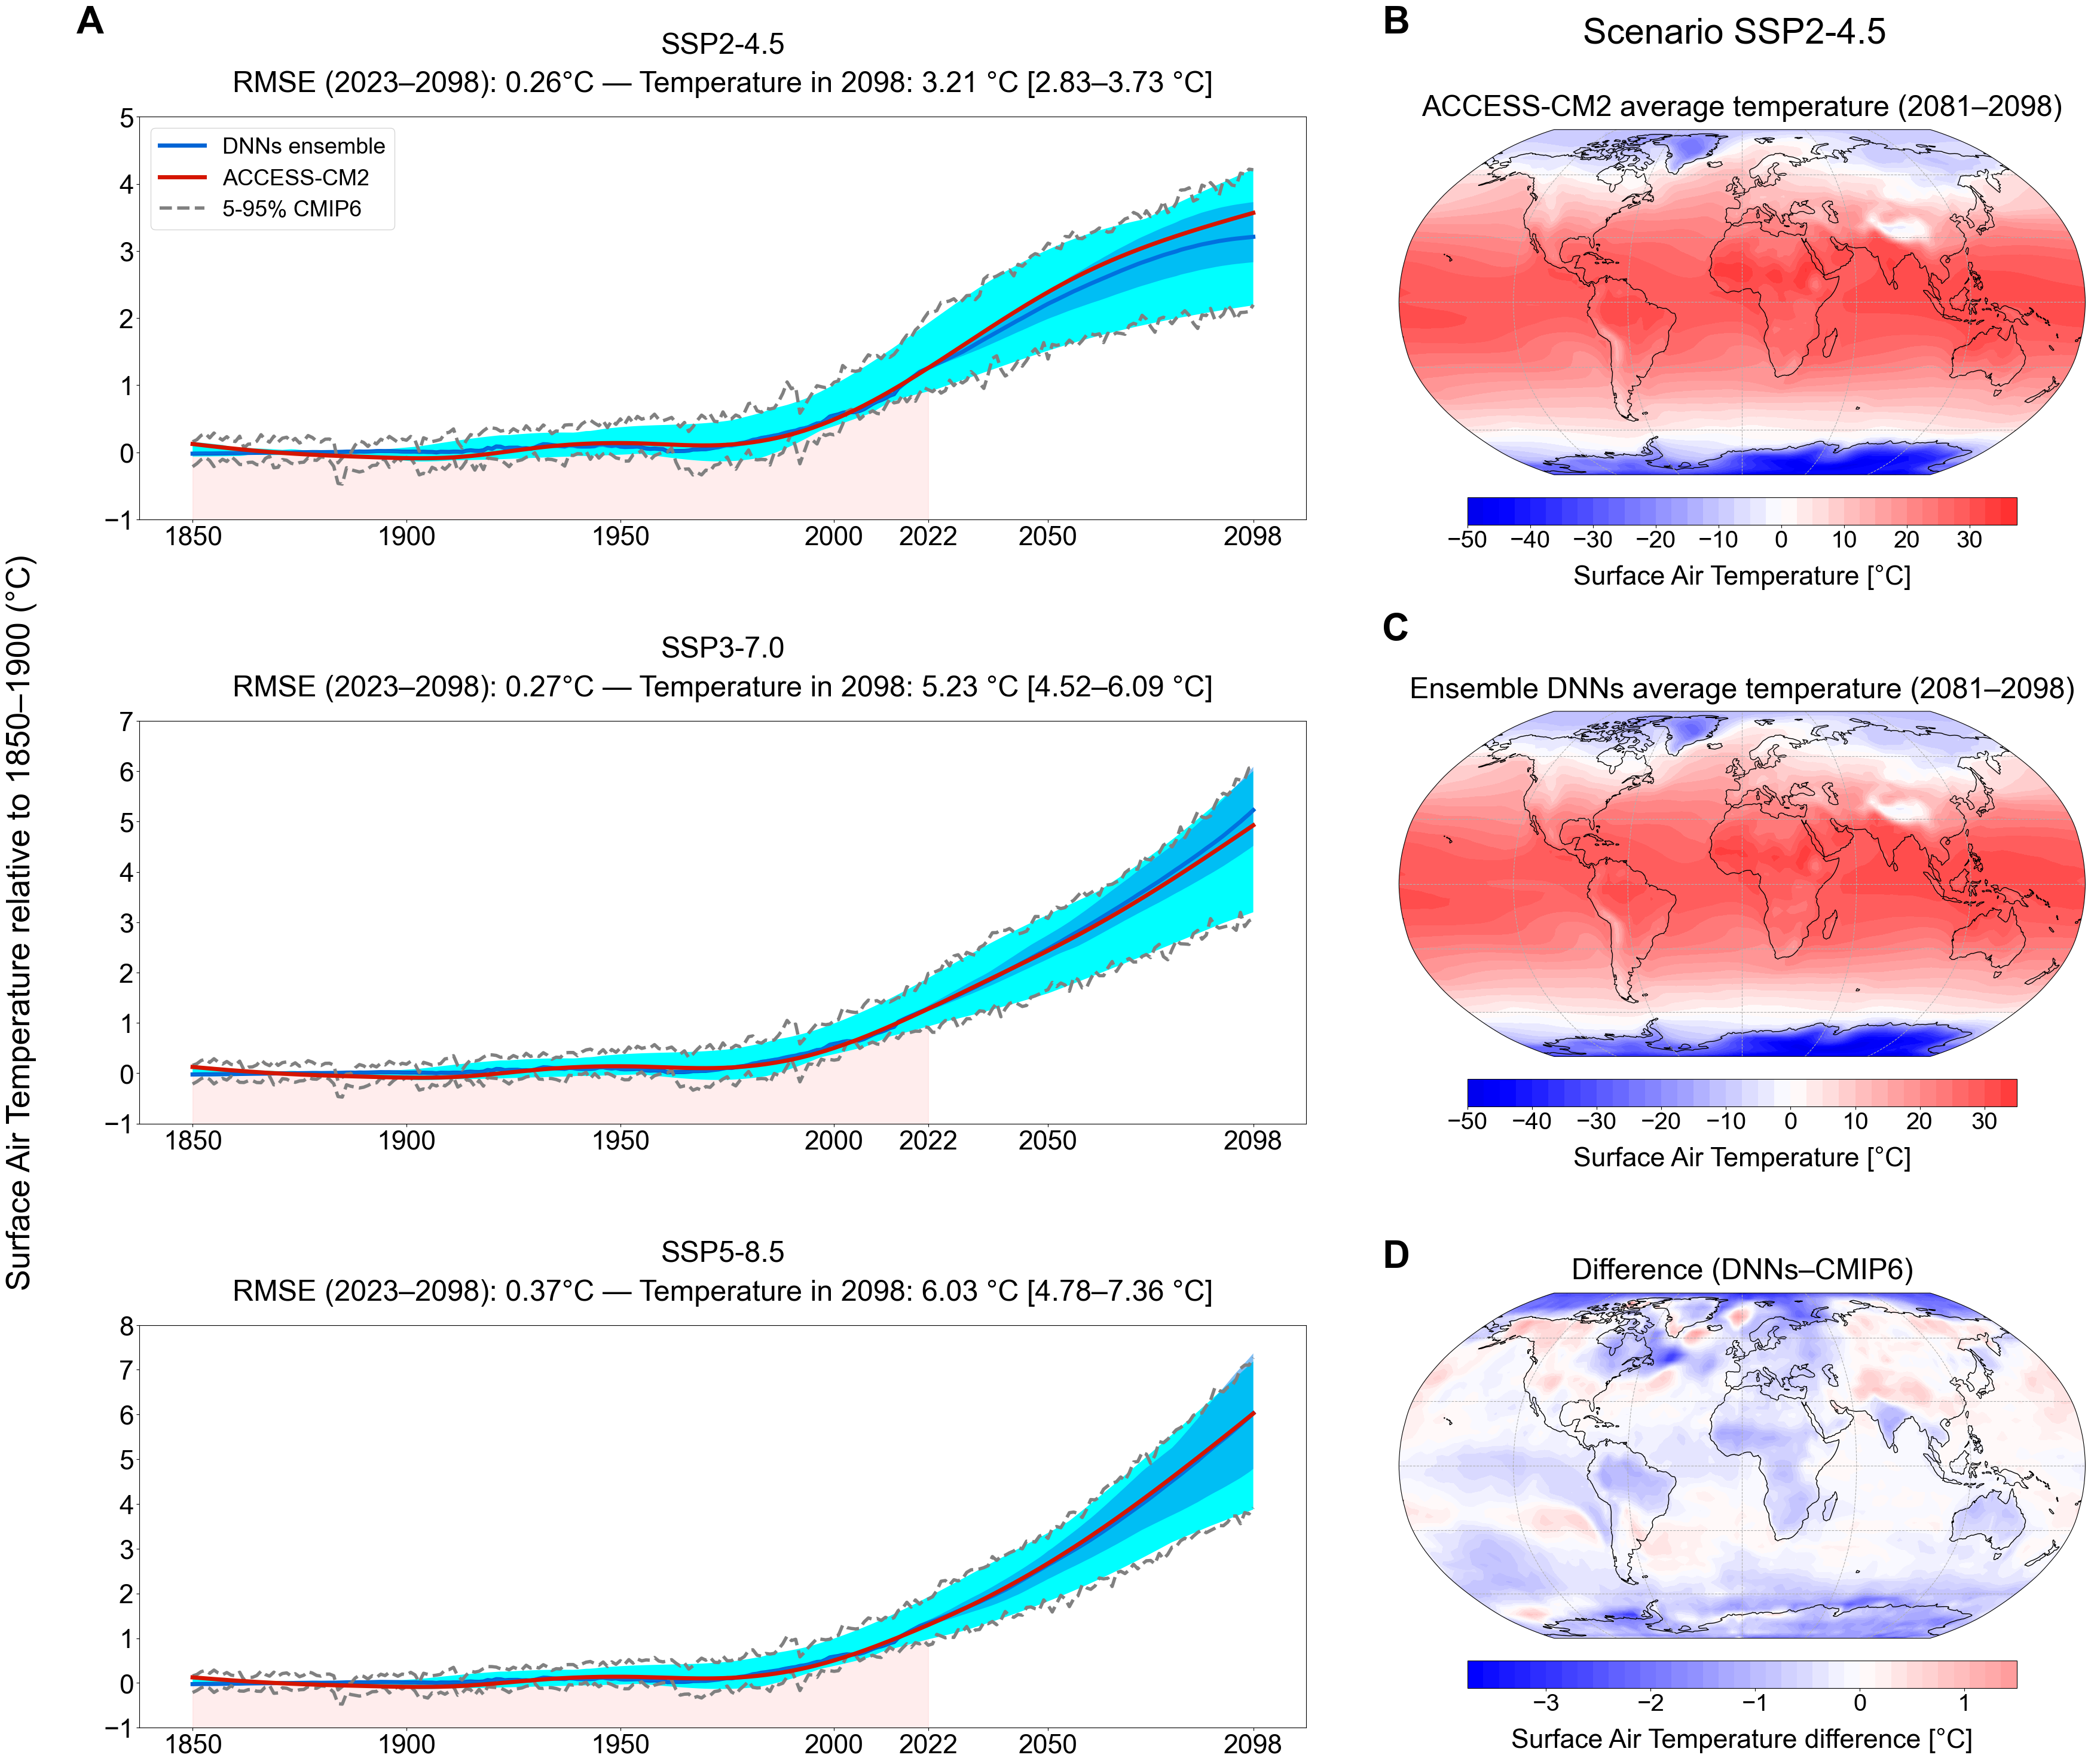 A
SSP2-4.5
RMSE (2023–2098): 0.26°C — Temperature in 2098: 3.21 °C [2.83–3.73 °C]
DNNs ensemble
ACCESS-CM2
5-95% CMIP6
5
4
3
2
1
0
−1
1850 1900 1950 2000 2022 2050 2098
Surface Air Temperature relative to 1850–1900 (°C)
SSP3-7.0
RMSE (2023–2098): 0.27°C — Temperature in 2098: 5.23 °C [4.52–6.09 °C]
7
6
5
4
3
2
1
0
−1
1850 1900 1950 2000 2022 2050 2098
SSP5-8.5
RMSE (2023–2098): 0.37°C — Temperature in 2098: 6.03 °C [4.78–7.36 °C]
8
7
6
5
4
3
2
1
0
−1
1850 1900 1950 2000 2022 2050 2098
B
Scenario SSP2-4.5
ACCESS-CM2 average temperature (2081–2098)
−50 −40 −30 −20 −10 0 10 20 30
Surface Air Temperature [°C]
C
Ensemble DNNs average temperature (2081–2098)
−50 −40 −30 −20 −10 0 10 20 30
Surface Air Temperature [°C]
D
Difference (DNNs–CMIP6)
−3 −2 −1 0 1
Surface Air Temperature difference [°C]